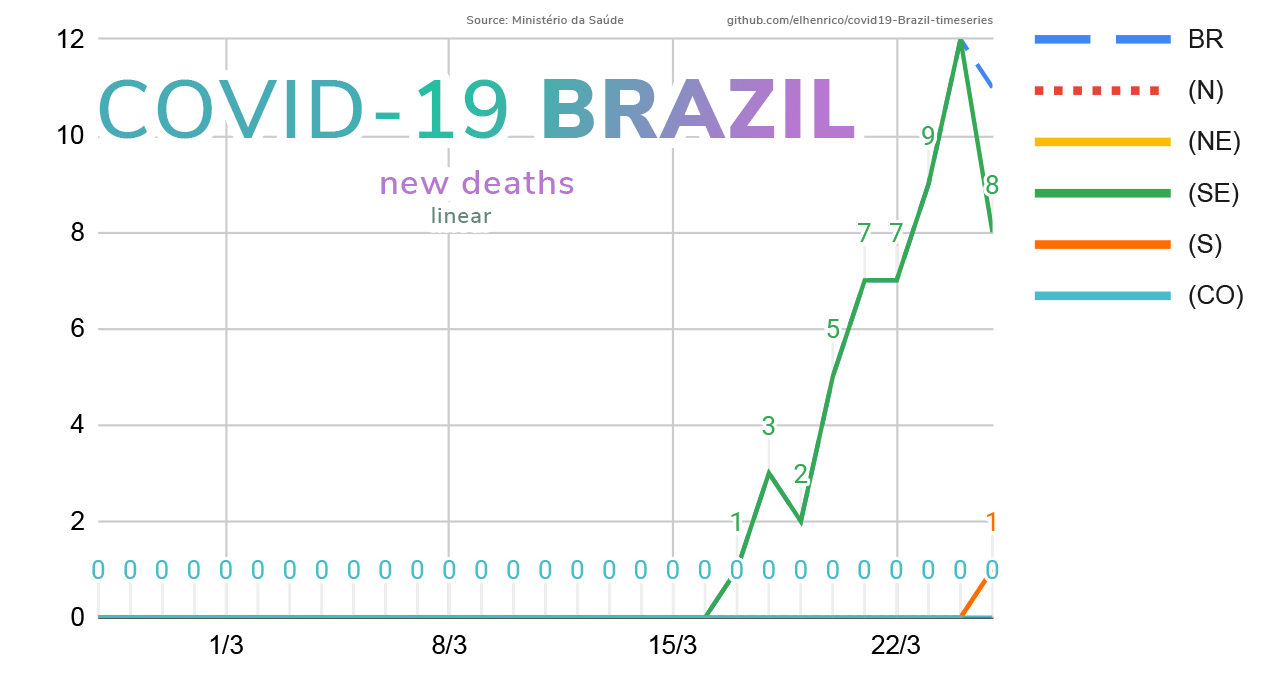 Source: Ministério da Saúde github.com/elhenrico/covid19-Brazil-timeseries
COVID-19 BRAZIL
new deaths
linear
12
10
8
6
4
2
0
9
8
7 7
5
3
2
1 1
0 0 0 0 0 0 0 0 0 0 0 0 0 0 0 0 0 0 0 0 0 0 0 0 0 0 0 0 0
1/3 8/3 15/3 22/3
BR
(N)
(NE)
(SE)
(S)
(CO)